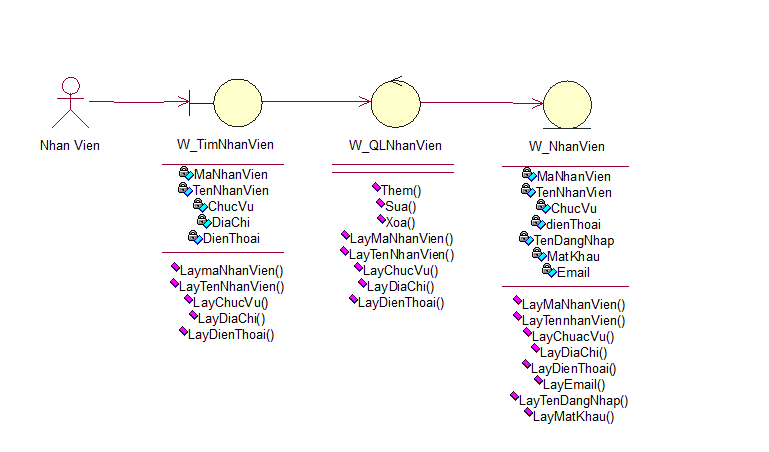 Nhan Vien
W_TimNhanVien
MaNhanVien
TenNhanVien
ChucVu
DiaChi
DienThoai
LaymaNhanVien()
LayTenNhanVien()
LayChucVu()
LayDiaChi()
LayDienThoai()
W_QLNhanVien
Them()
Sua()
Xoa()
LayMaNhanVien()
LayTenNhanVien()
LayChucVu()
LayDiaChi()
LayDienThoai()
W_NhanVien
MaNhanVien
TenNhanVien
ChucVu
dienThoai
TenDangNhap
MatKhau
Email
LayMaNhanVien()
LayTennhanVien()
LayChuacVu()
LayDiaChi()
LayDienThoai()
LayEmail()
LayTenDangNhap()
LayMatKhau()